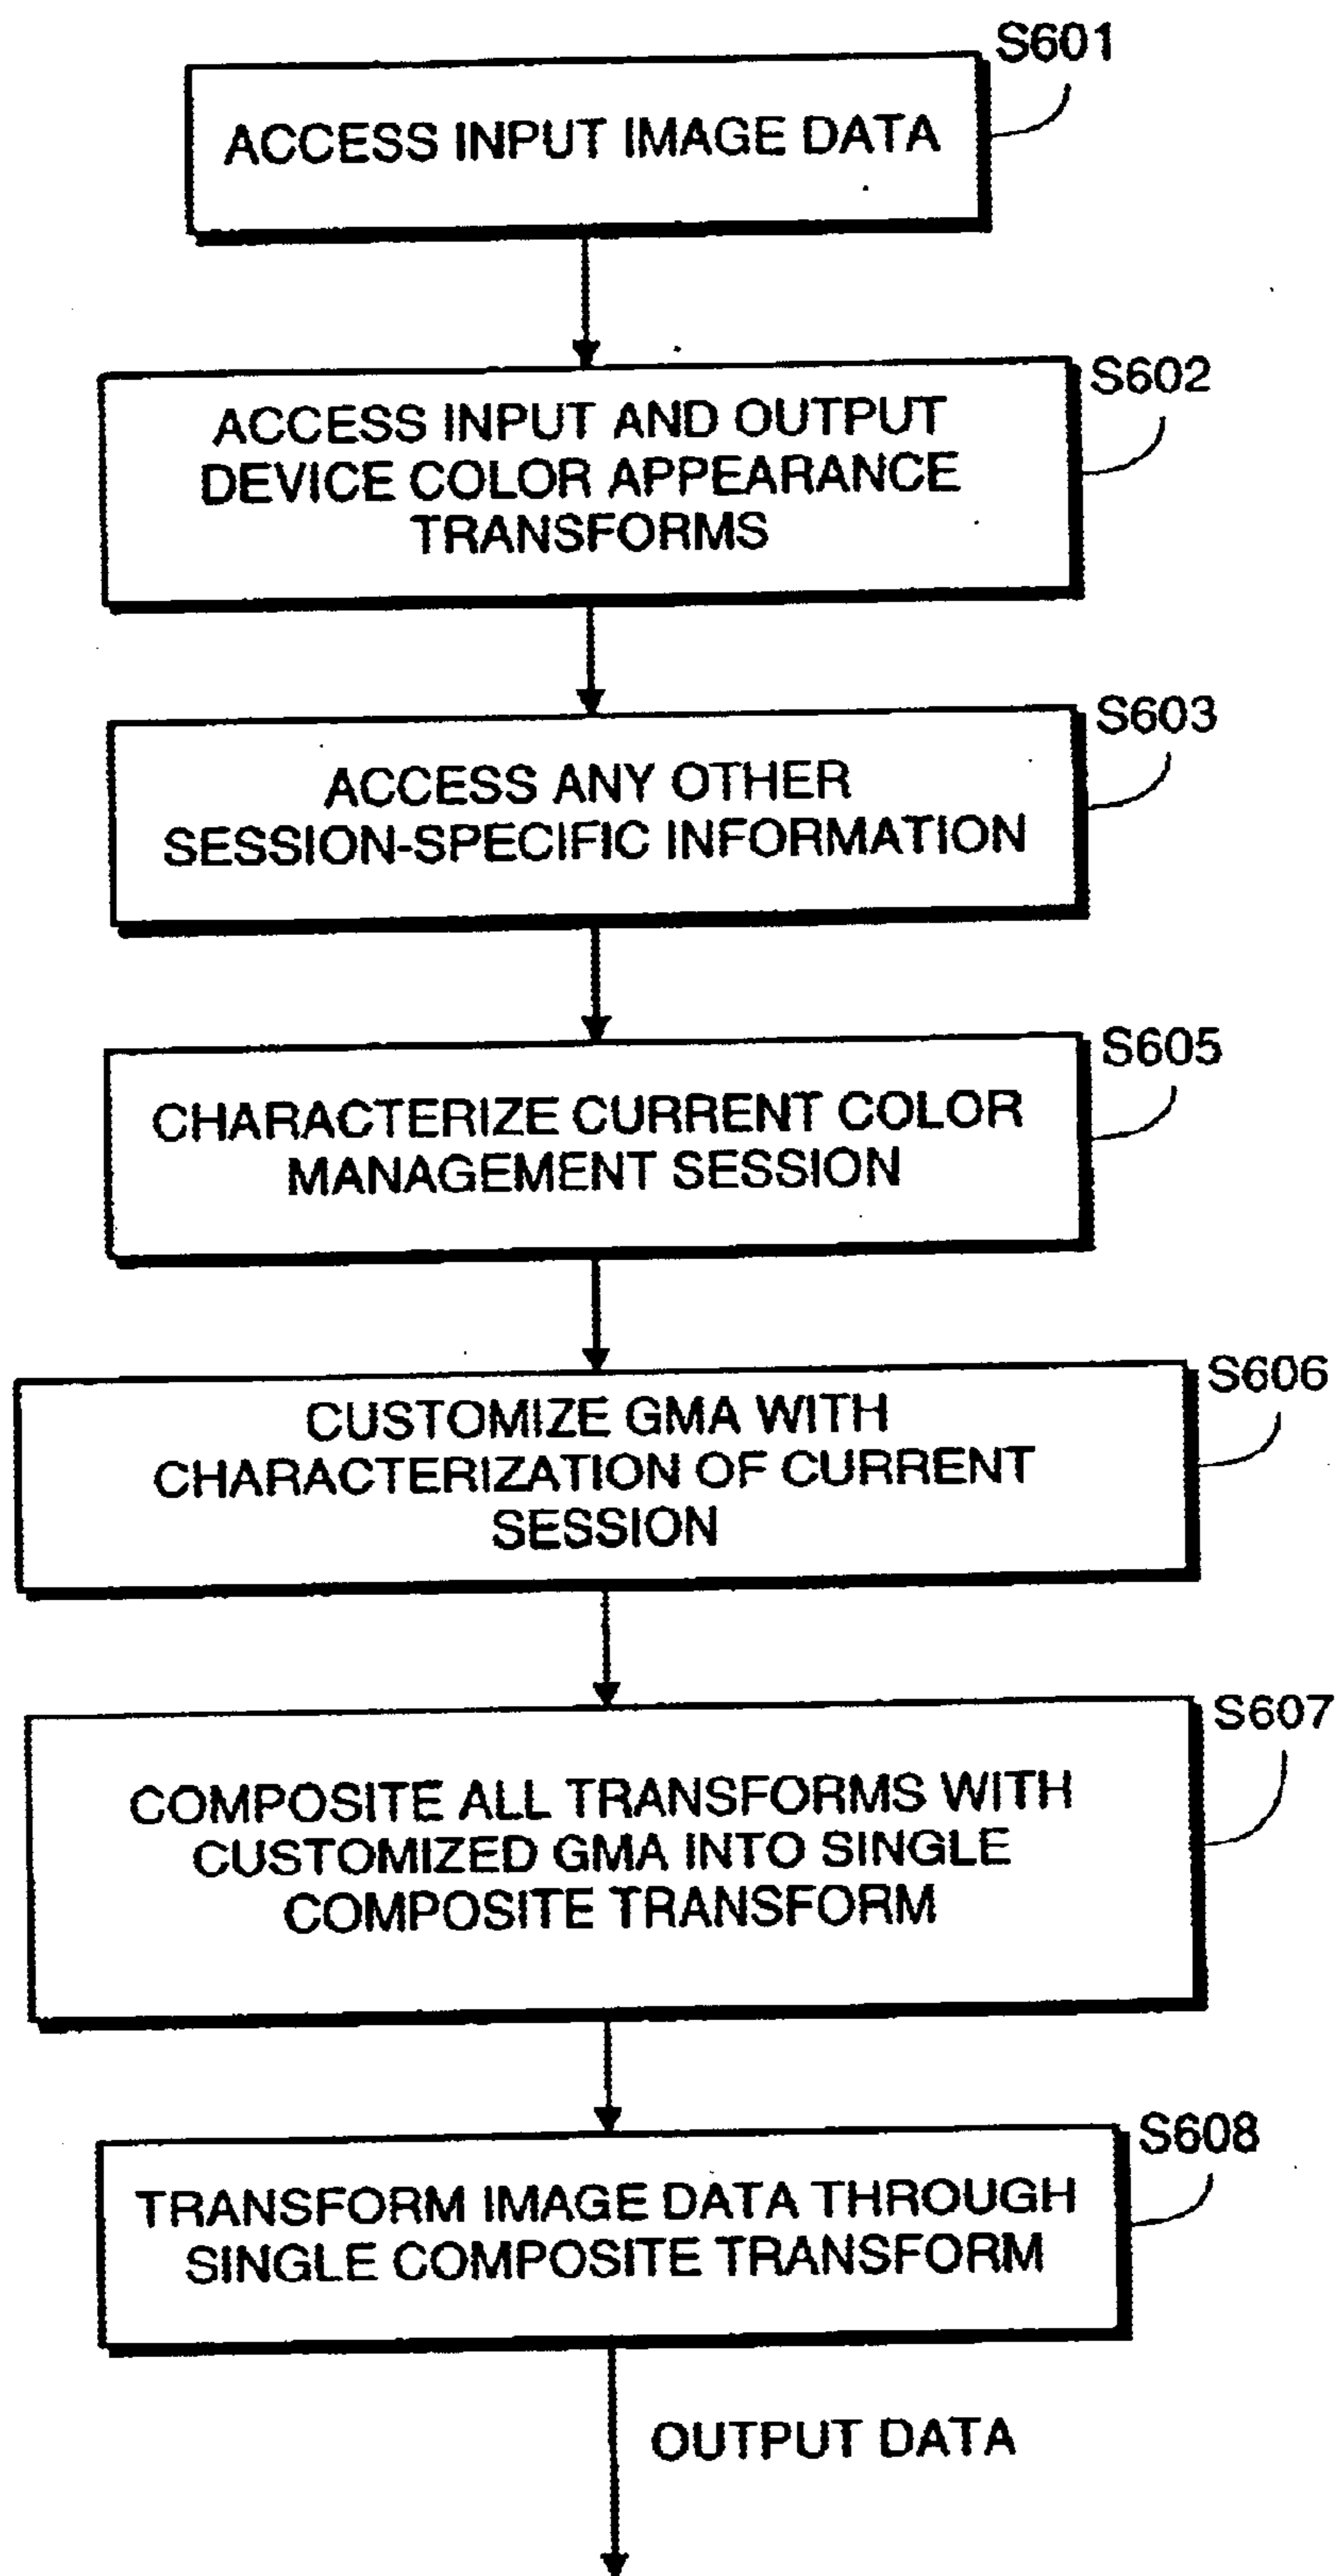 S601
ACCESS INPUT IMAGE DATA
S602
ACCESS INPUT AND OUTPUT
DEVICE COLOR APPEARANCE
TRANSFORMS
S603
ACCESS ANY OTHER
SESSION-SPECIFIC INFORMATION
S605
CHARACTERIZE CURRENT COLOR
MANAGEMENT SESSION
S606
CUSTOMIZE GMA WITH
CHARACTERIZATION OF CURRENT
SESSION
S607
COMPOSITE ALL TRANSFORMS WITH
CUSTOMIZED GMA INTO SINGLE
COMPOSITE TRANSFORM
S608
TRANSFORM IMAGE DATA THROUGH
SINGLE COMPOSITE TRANSFORM
OUTPUT DATA